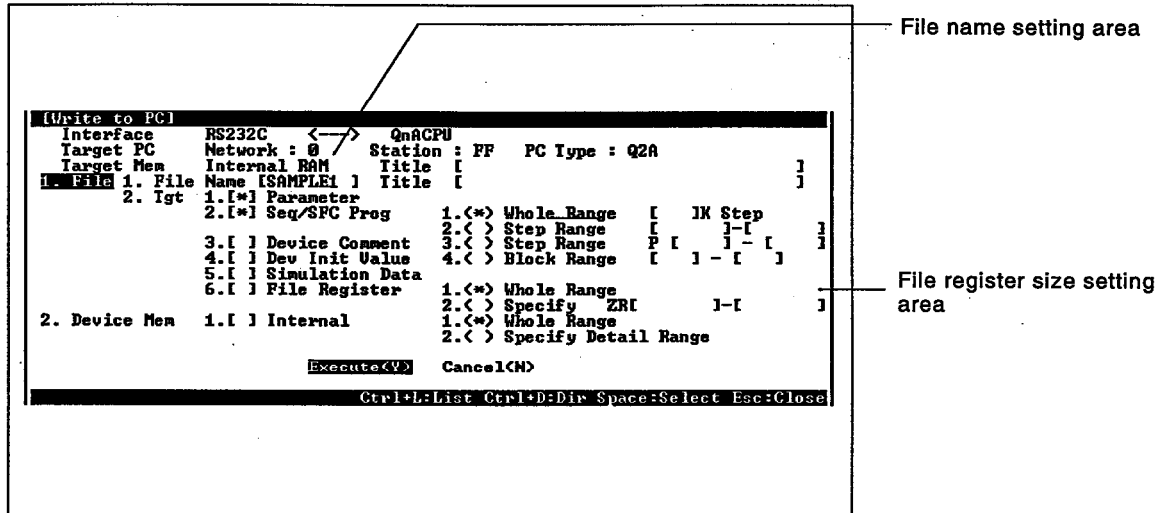 File name setting area
[Write to PC]
Interface RS232C <--/> QnACPU
Target PC Network : 0 Station : FF PC Type : Q2A
Target Mem Internal RAM Title [ ]
1. File 1. File Name [SAMPLE1 ] Title [ ]
2. Tgt 1.[*] Parameter
2.[*] Seq/SFC Prog 1.(*) Whole Range [ ]K Step
2.( ) Step Range [ ]-[ ]
3.[ ] Device Comment 3.( ) Step Range P [ ] - [ ]
4.[ ] Dev Init Value 4.( ) Block Range [ ] - [ ]
5.[ ] Simulation Data
6.[ ] File Register 1.(*) Whole Range
2.( ) Specify ZR[ ]-[ ]
2. Device Mem 1.[ ] Internal 1.(*) Whole Range
2.( ) Specify Detail Range
File register size setting
area
Execute(Y) Cancel(N)
Ctrl+L:List Ctrl+D:Dir Space:Select Esc:Close